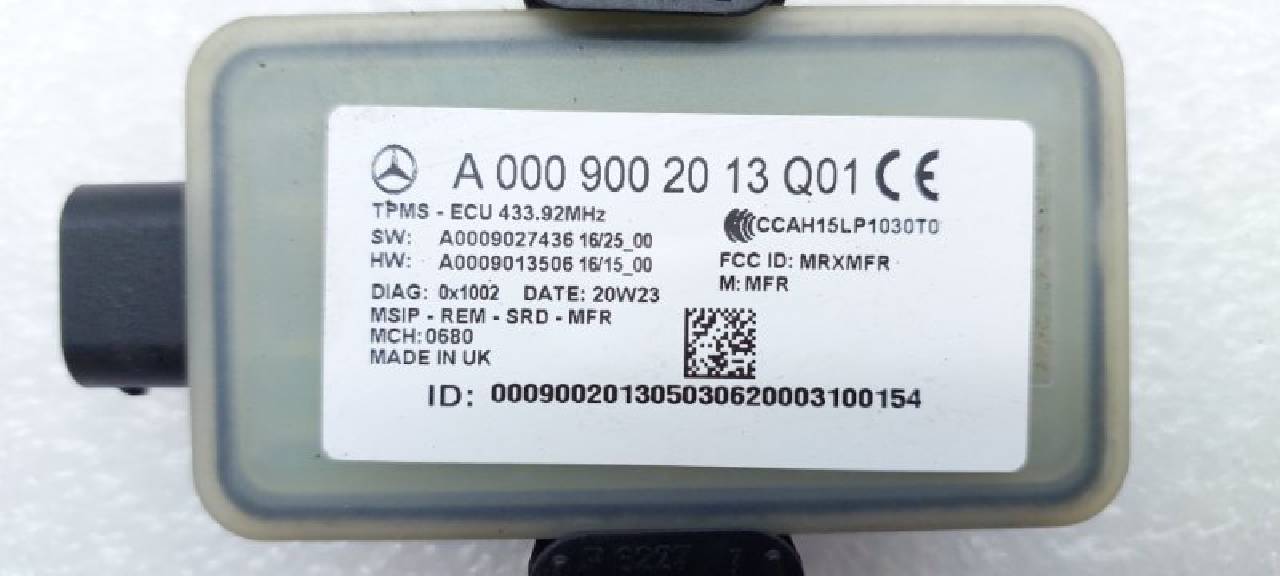 A 000 900 20 13 Q01 CE
TPMS - ECU 433.92MHz
CCAH15LP1030T0
SW: A0009027436 16/25_00
HW: A0009013506 16/15_00
FCC ID: MRXMFR
M: MFR
DIAG: 0x1002 DATE: 20W23
MSIP - REM - SRD - MFR
MCH: 0680
MADE IN UK
ID: 000900201305030620003100154